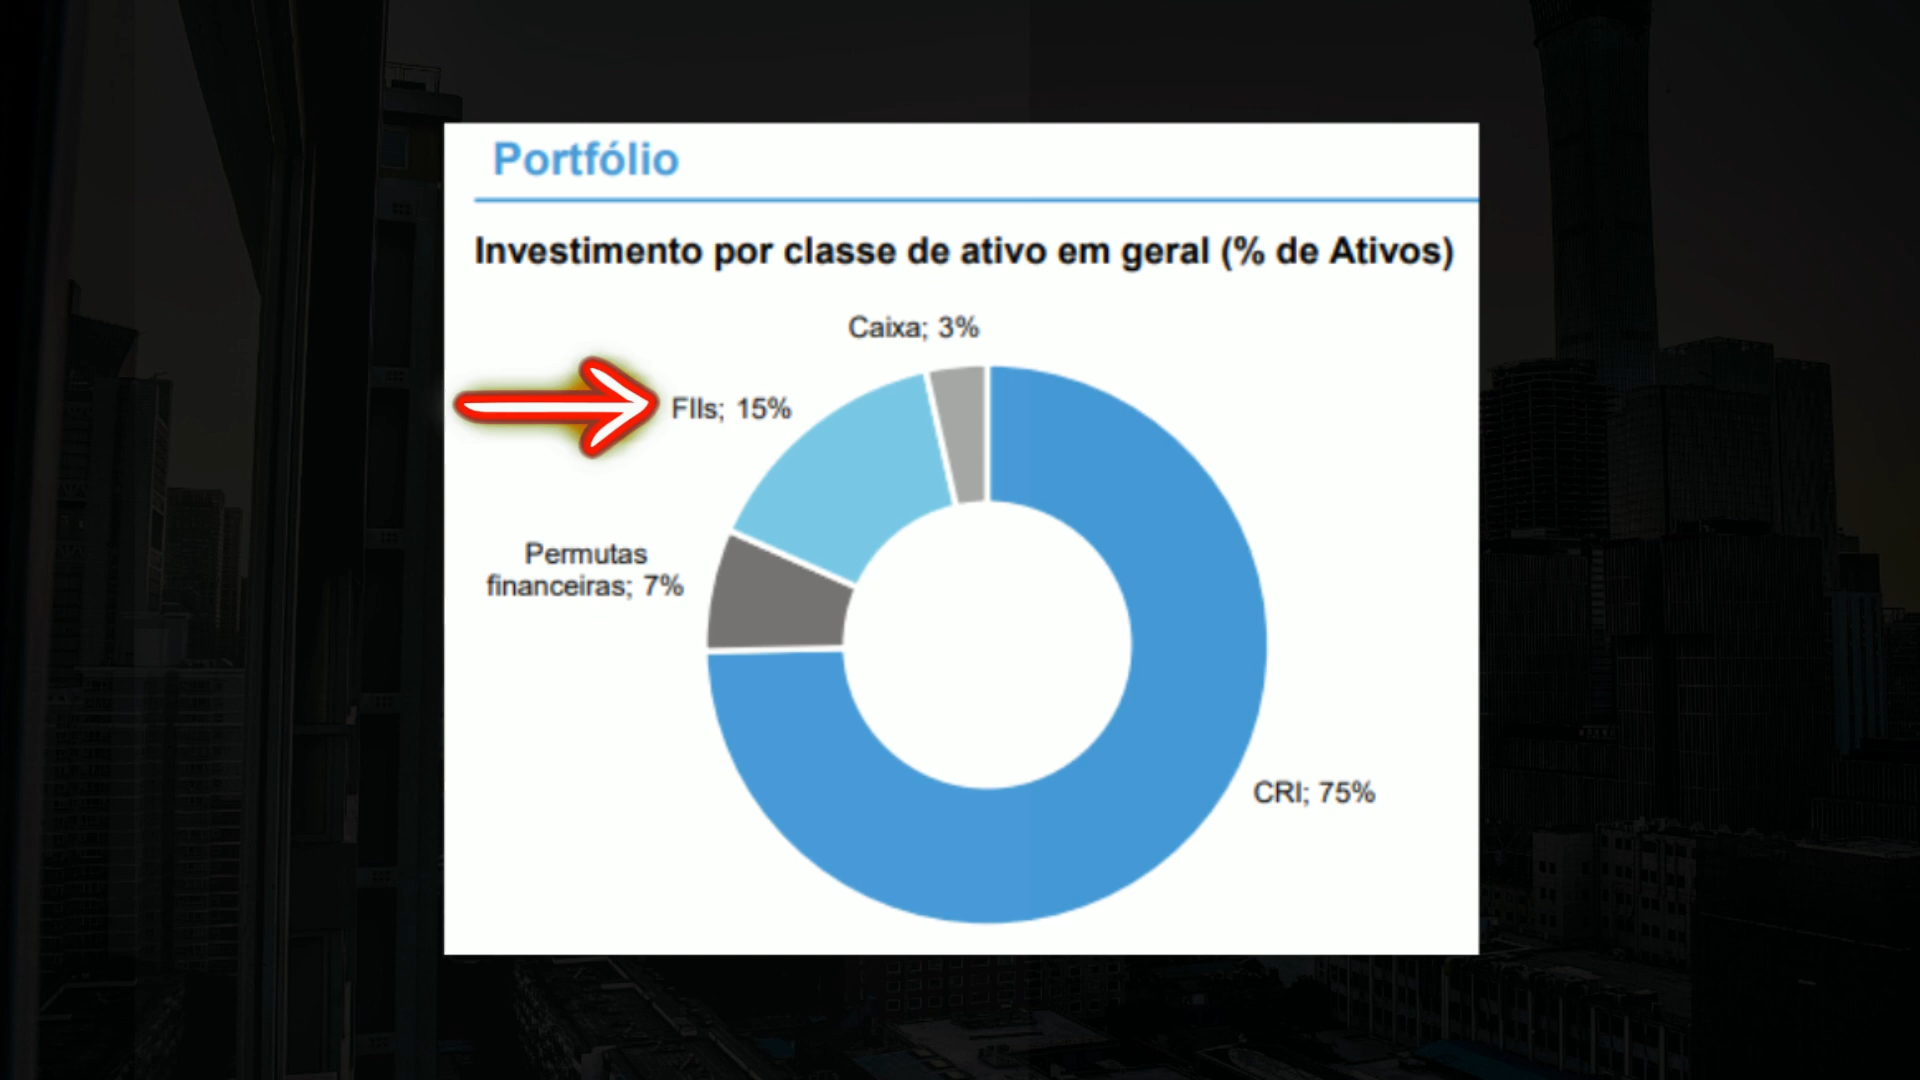 Portfólio
Investimento por classe de ativo em geral (% de Ativos)
Caixa; 3%
FIIs; 15%
Permutas
financeiras; 7%
CRI; 75%